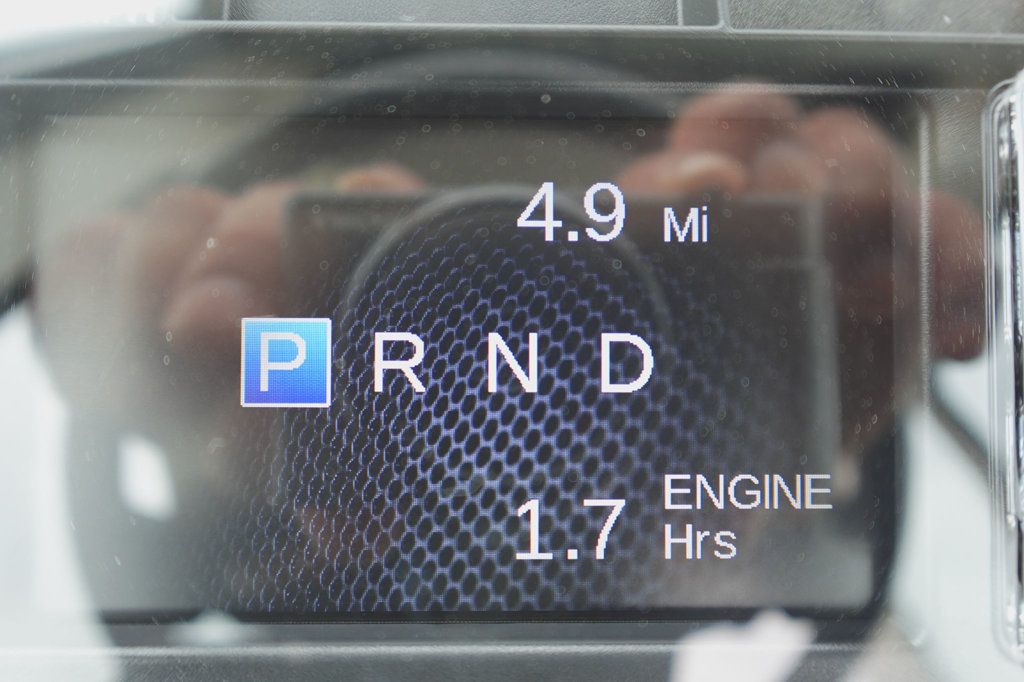 4.9 Mi
P R N D
1.7 ENGINE
Hrs